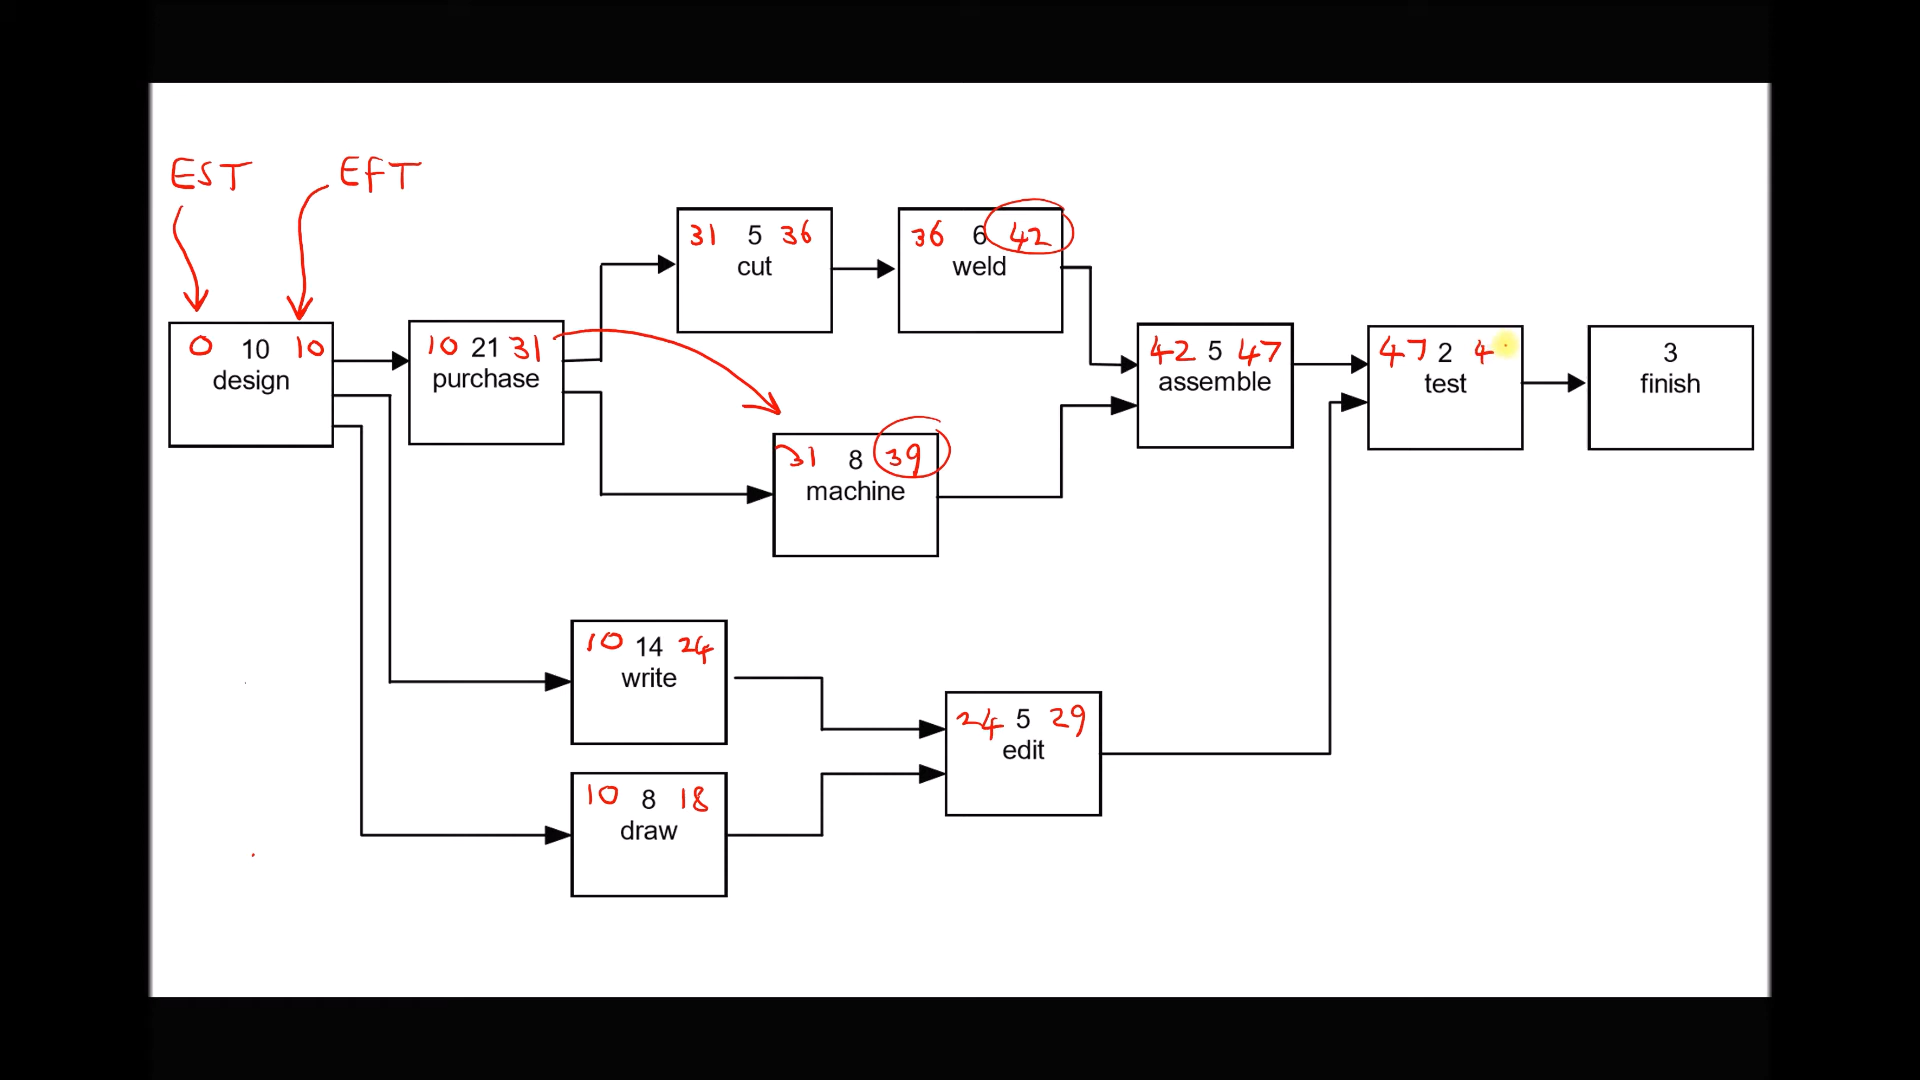 EST
EFT
0 10 10
design
10 21 31
purchase
31 5 36
cut
36 6 42
weld
31 8 39
machine
42 5 47
assemble
47 2 4
test
3
finish
10 14 24
write
10 8 18
draw
24 5 29
edit